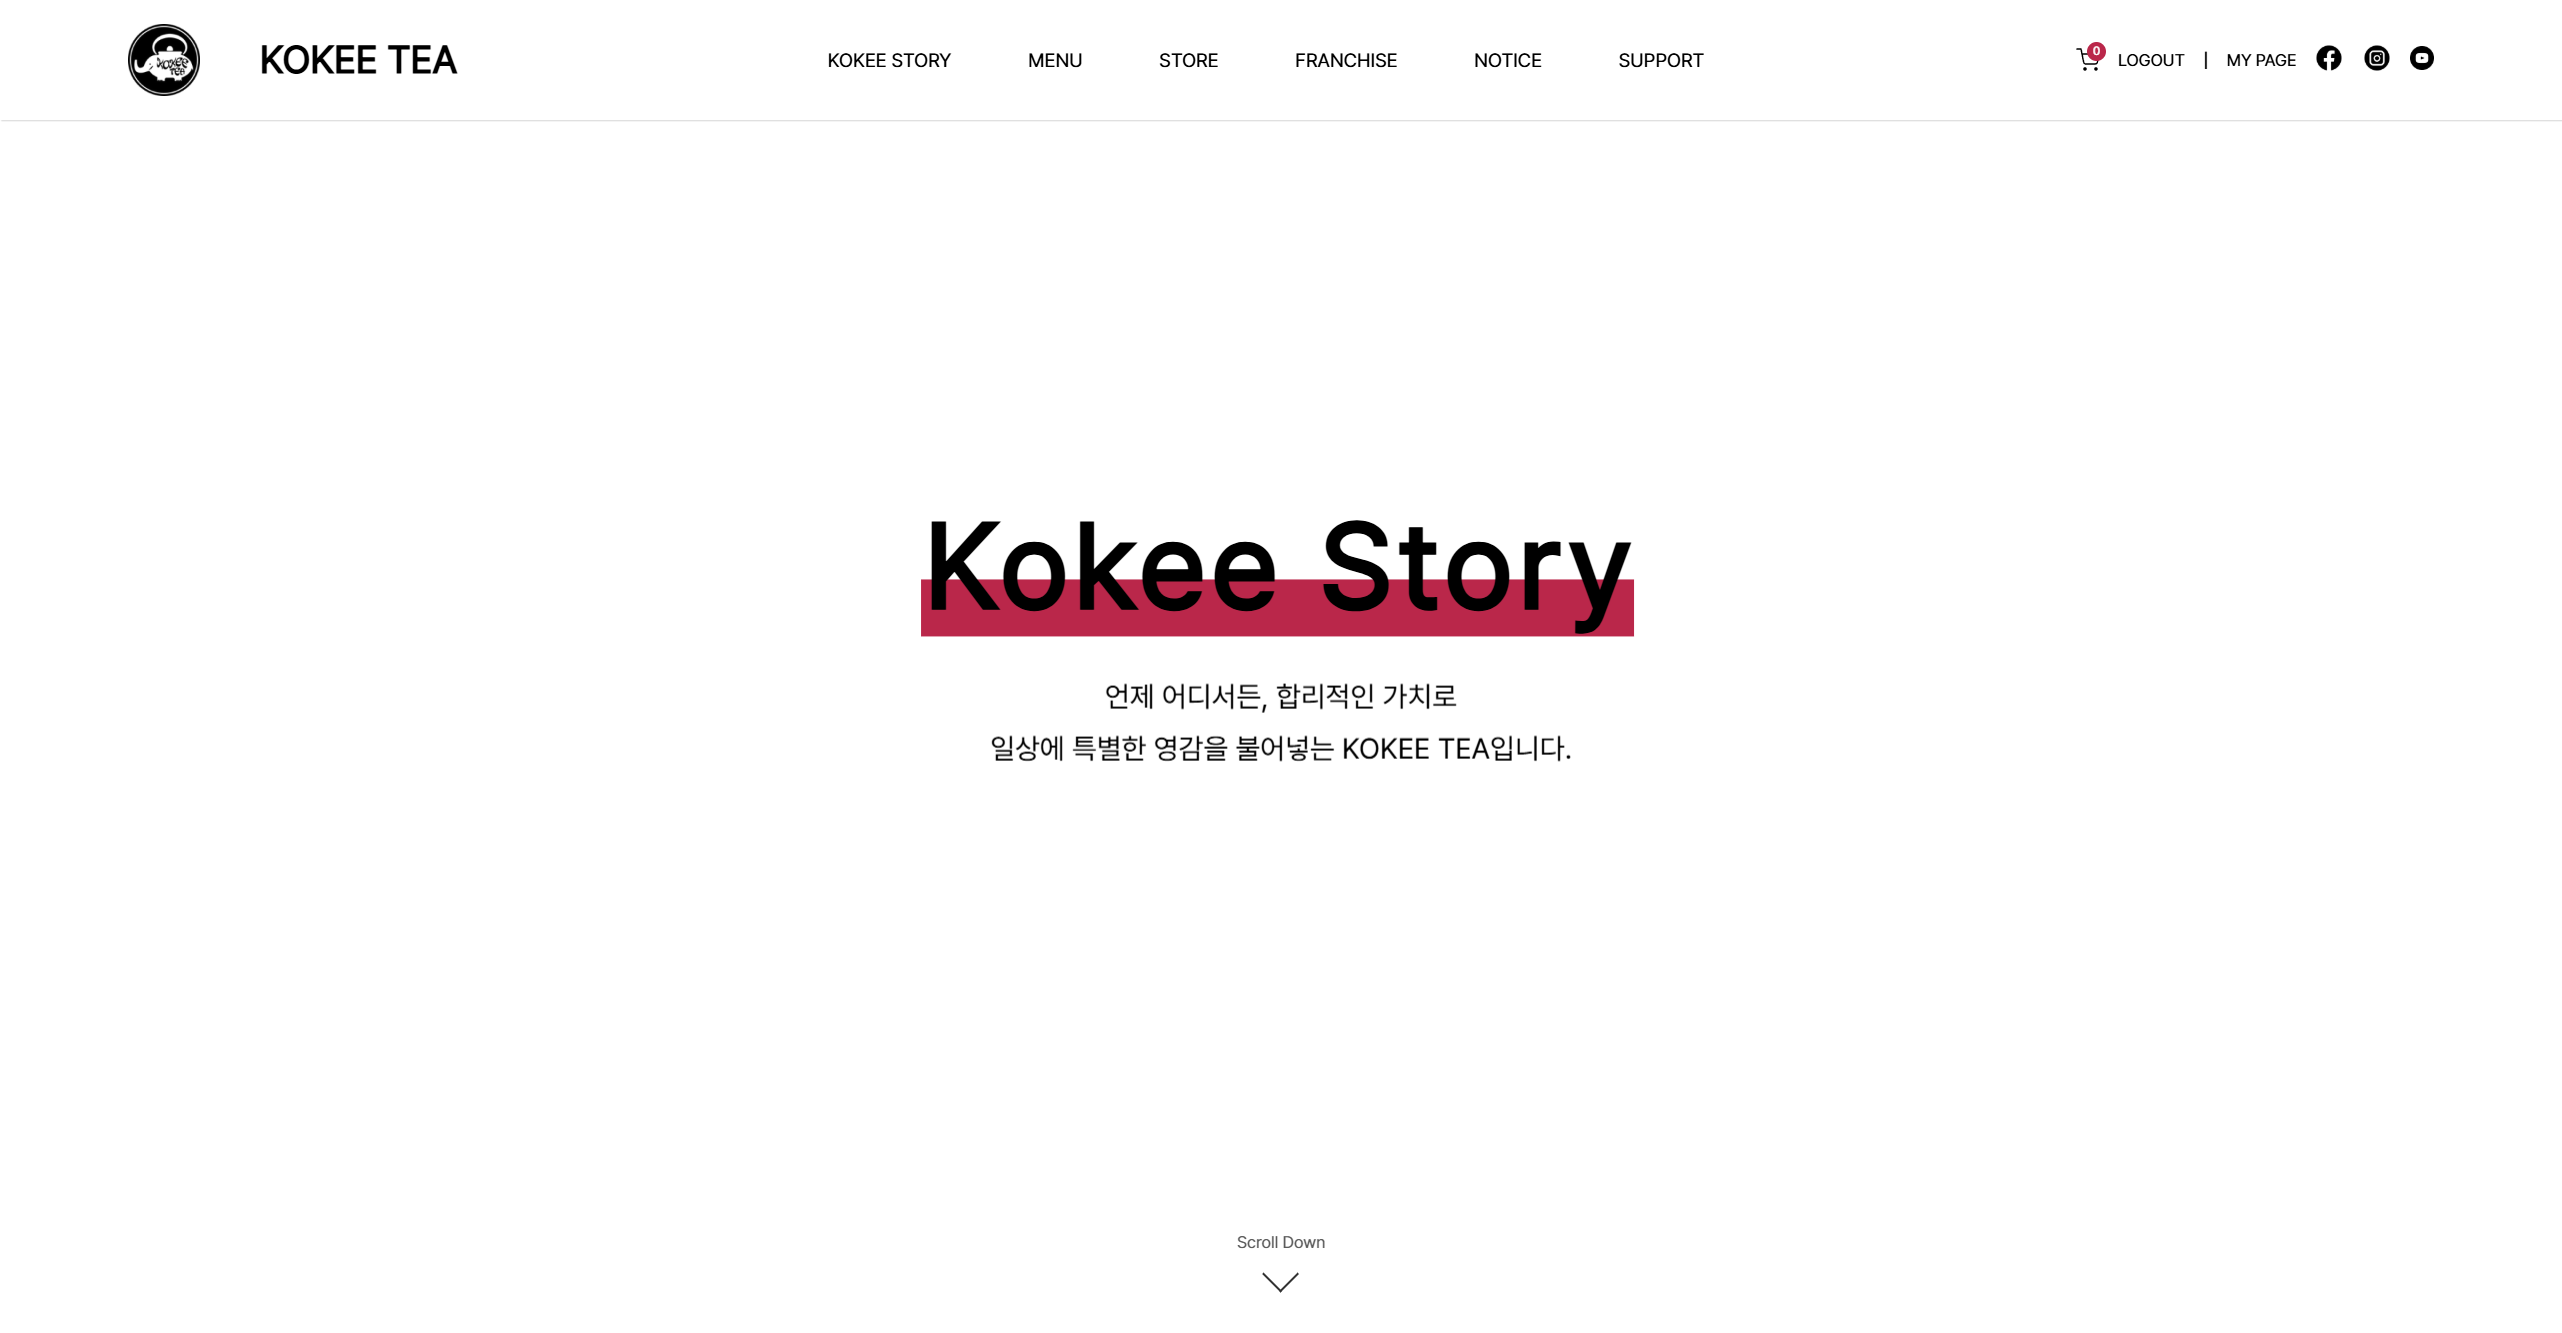 KOKEE TEA
KOKEE TEA
KOKEE STORY
MENU
STORE
FRANCHISE
NOTICE
SUPPORT
0
LOGOUT | MY PAGE
Kokee Story
언제 어디서든, 합리적인 가치로
일상에 특별한 영감을 불어넣는 KOKEE TEA입니다.
Scroll Down